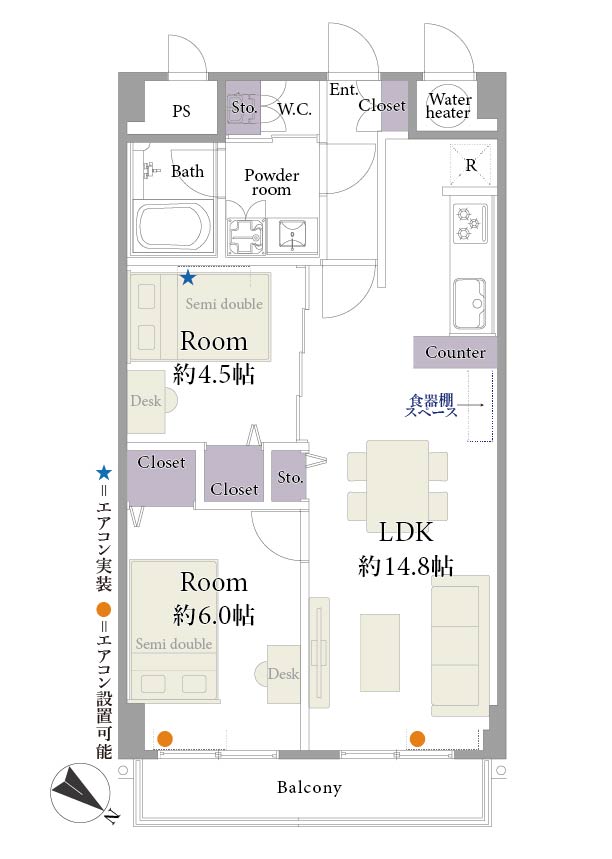 PS
Sto.
W.C.
Ent.
Closet
Water
heater
Bath
Powder
room
R
Semi double
Room
約4.5帖
Desk
Counter
食器棚
スペース
Closet
Closet
Sto.
LDK
約14.8帖
Room
約6.0帖
Semi double
Desk
★=エアコン実装 ●=エアコン設置可能
Balcony
N